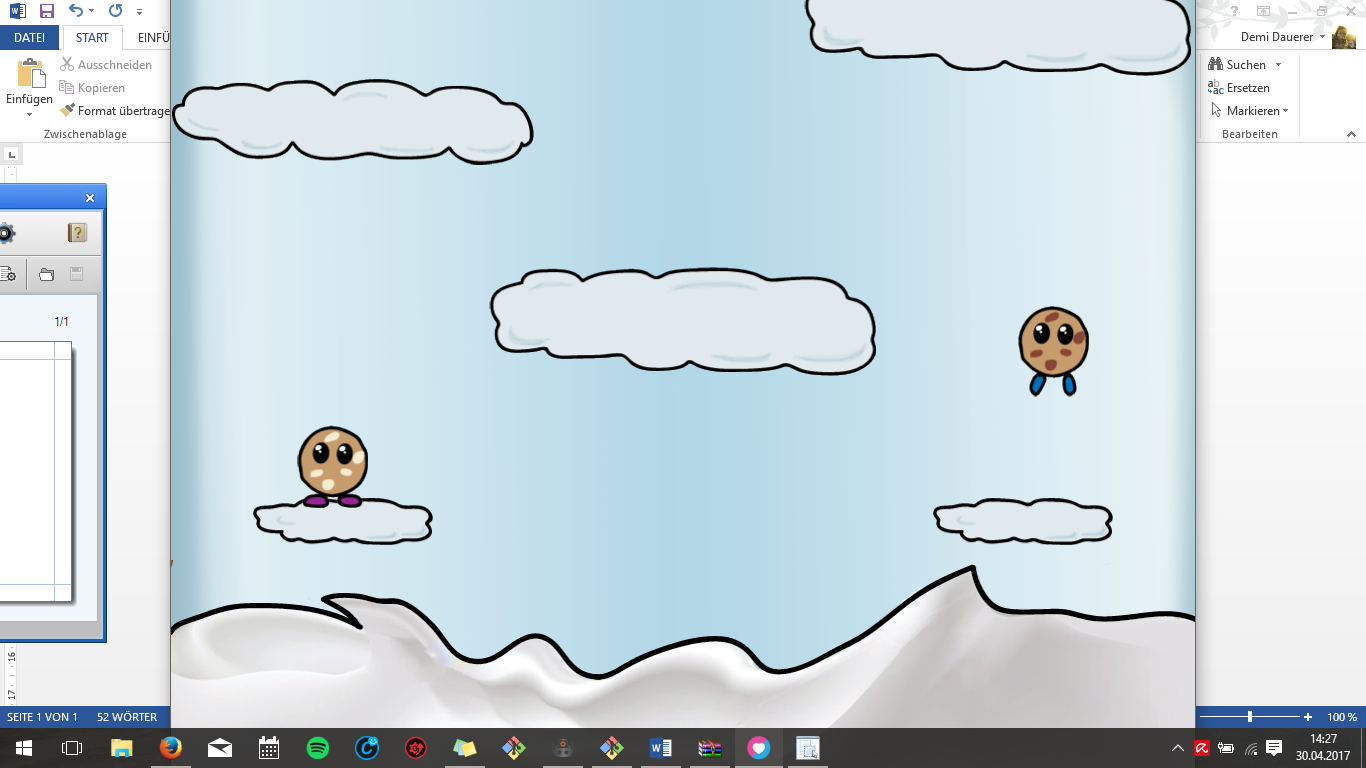 DATEI
START
EINFÜ
Demi Dauerer
Ausschneiden
Kopieren
Einfügen
Format übertrage
Zwischenablage
Suchen
Ersetzen
Markieren
Bearbeiten
1/1
16
17
SEITE 1 VON 1
52 WÖRTER
100 %
14:27
30.04.2017